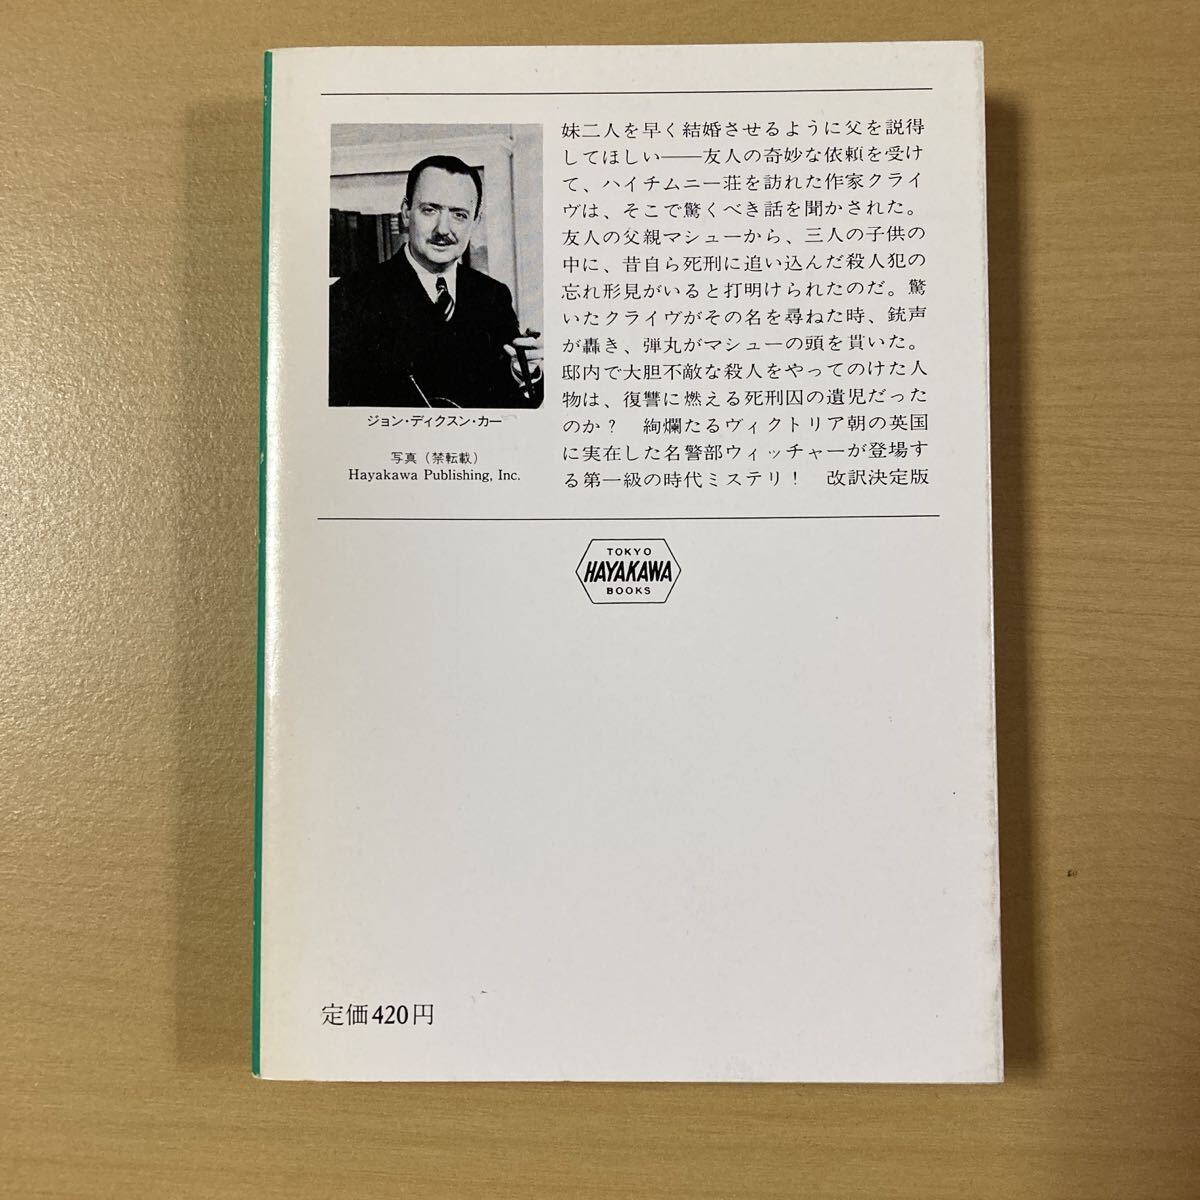 妹二人を早く結婚させるように父を説得
してほしい――友人の奇妙な依頼を受け
て、ハイチムニー荘を訪れた作家クライ
ヴは、そこで驚くべき話を聞かされた。
友人の父親マシューから、三人の子供の
中に、昔自ら死刑に追い込んだ殺人犯の
忘れ形見がいると打明けられたのだ。驚
いたクライヴがその名を尋ねた時、銃声
が轟き、弾丸がマシューの頭を貫いた。
邸内で大胆不敵な殺人をやってのけた人
物は、復讐に燃える死刑囚の遺児だった
のか？　絢爛たるヴィクトリア朝の英国
に実在した名警部ウィッチャーが登場す
る第一級の時代ミステリ！　改訳決定版
ジョン・ディクスン・カー
写真（禁転載）
Hayakawa Publishing, Inc.
TOKYO
HAYAKAWA
BOOKS
定価420円